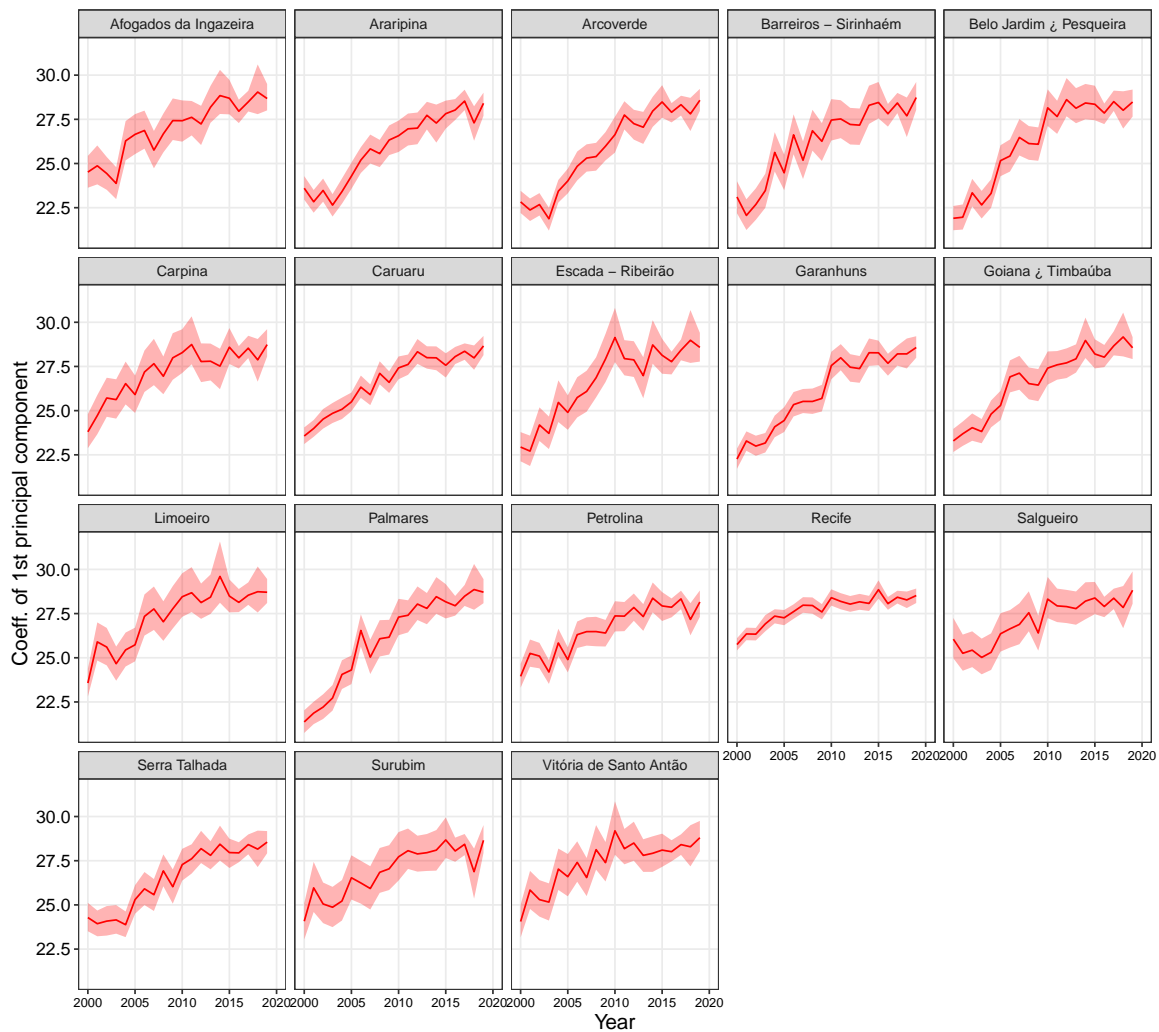 Afogados da Ingazeira Araripina Arcoverde Barreiros − Sirinhaém Belo Jardim ¿ Pesqueira
30.0
27.5
25.0
22.5
Carpina Caruaru Escada − Ribeirão Garanhuns Goiana ¿ Timbaúba
30.0
27.5
25.0
22.5
Coeff. of 1st principal component
Limoeiro Palmares Petrolina Recife Salgueiro
30.0
27.5
25.0
22.5
2000 2005 2010 2015 2020 2000 2005 2010 2015 2020
Serra Talhada Surubim Vitória de Santo Antão
30.0
27.5
25.0
22.5
2000 2005 2010 2015 2020 2000 2005 2010 2015 2020 2000 2005 2010 2015 2020
Year